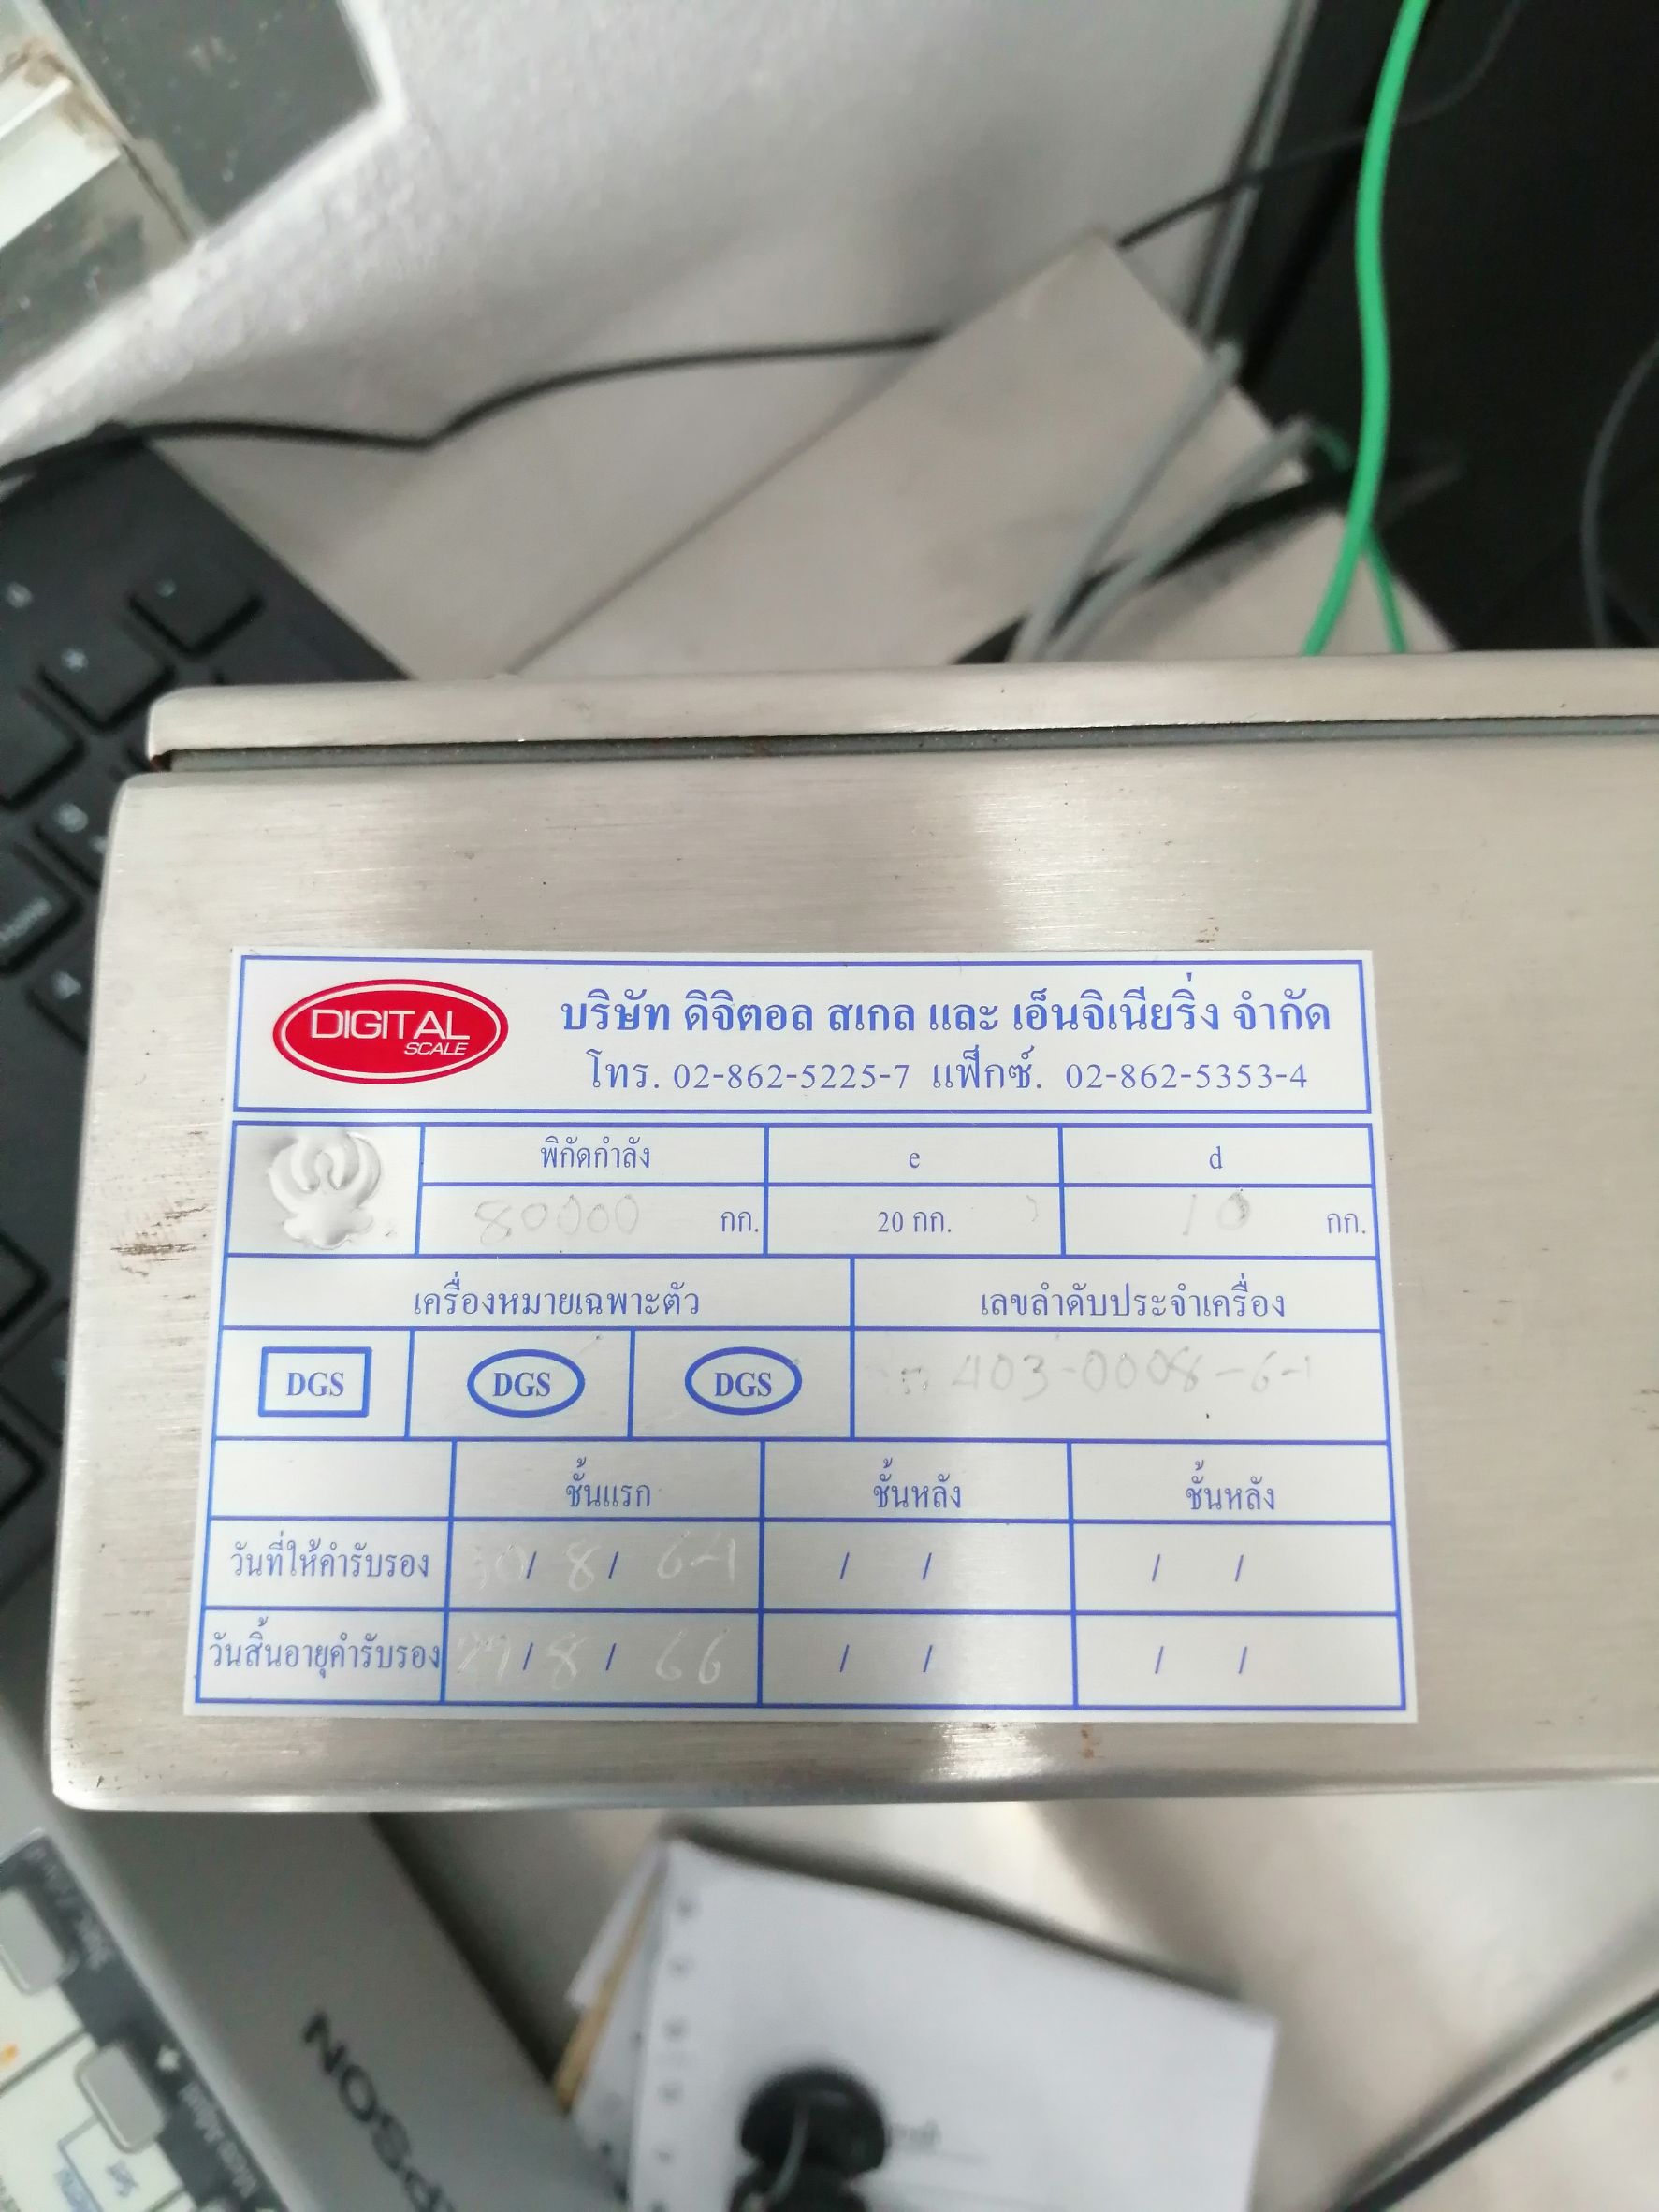 DIGITAL
SCALE
บริษัท ดิจิตอล สเกล และ เอ็นจิเนียริ่ง จำกัด
โทร. 02-862-5225-7 แฟ็กซ์. 02-862-5353-4
พิกัดกำลัง e d
80000 กก. 20 กก. 10 กก.
เครื่องหมายเฉพาะตัว เลขลำดับประจำเครื่อง
DGS DGS DGS 403-0008-64
ชั้นแรก ชั้นหลัง ชั้นหลัง
วันที่ให้คำรับรอง 30/ 8 / 64 / / / /
วันสิ้นอายุคำรับรอง 29/ 8 / 66 / / / /
EPSON
Micro Adjust